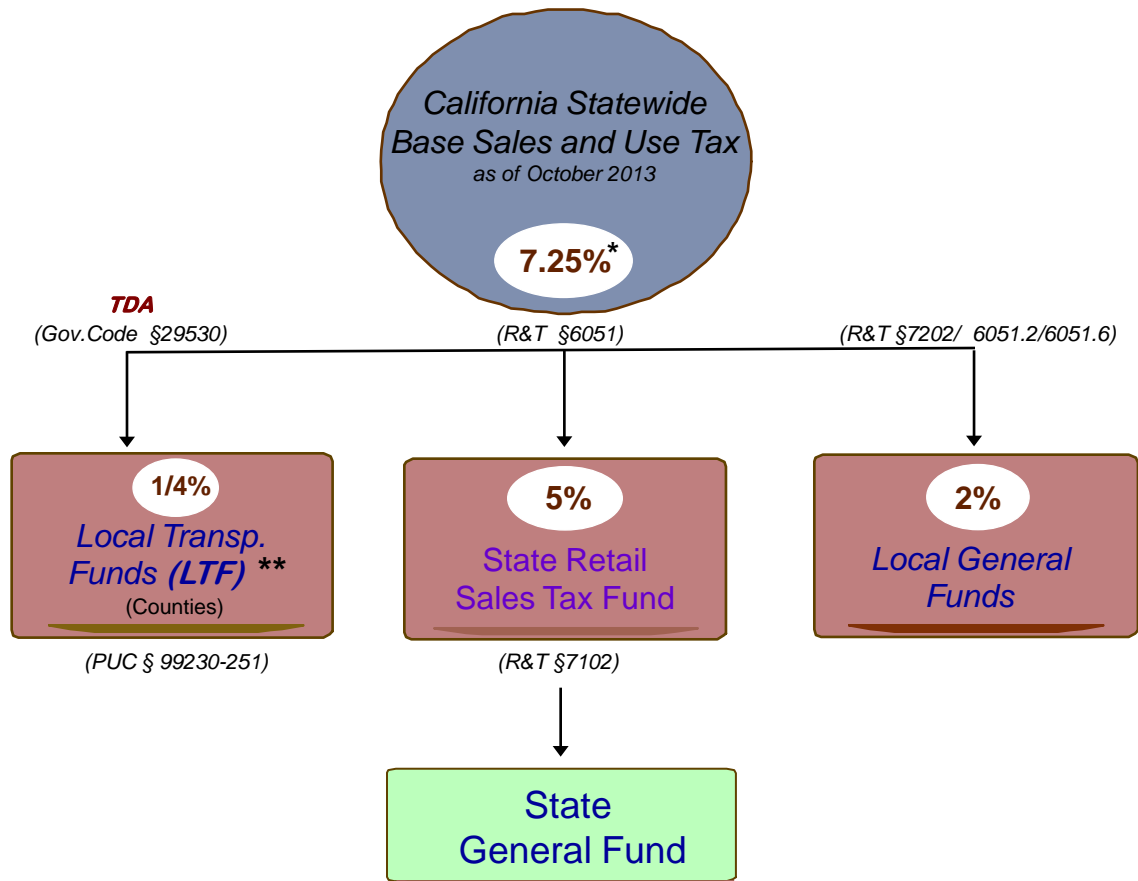 California Statewide
Base Sales and Use Tax
as of October 2013
7.25%*
TDA
(Gov.Code §29530)
(R&T §6051)
(R&T §7202/ 6051.2/6051.6)
1/4%
Local Transp.
Funds (LTF) **
(Counties)
(PUC § 99230-251)
5%
State Retail
Sales Tax Fund
(R&T §7102)
2%
Local General
Funds
State
General Fund